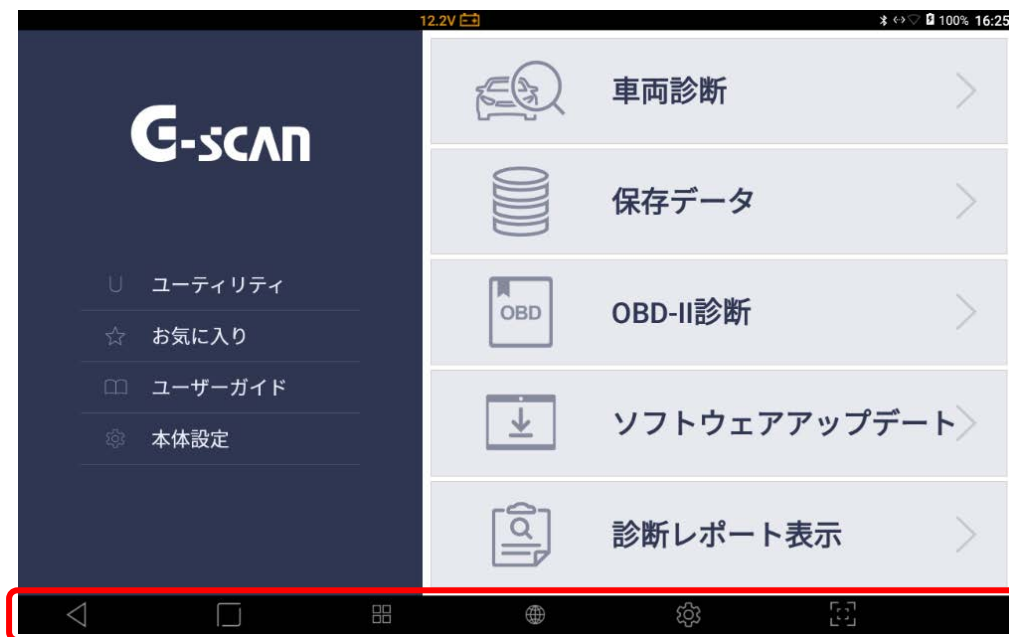 12.2V
100% 16:25
G-scan
ユーティリティ
お気に入り
ユーザーガイド
本体設定
車両診断
保存データ
OBD
OBD-II診断
ソフトウェアアップデート
診断レポート表示